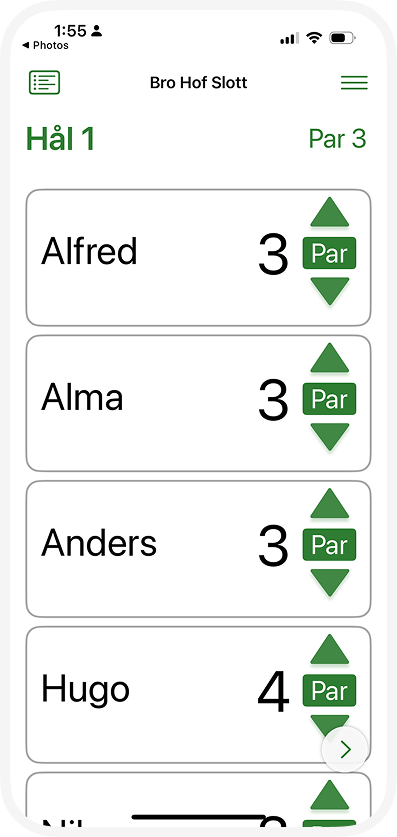 1:55
◀ Photos
Bro Hof Slott
Hål 1 Par 3
Alfred 3 Par
Alma 3 Par
Anders 3 Par
Hugo 4 Par